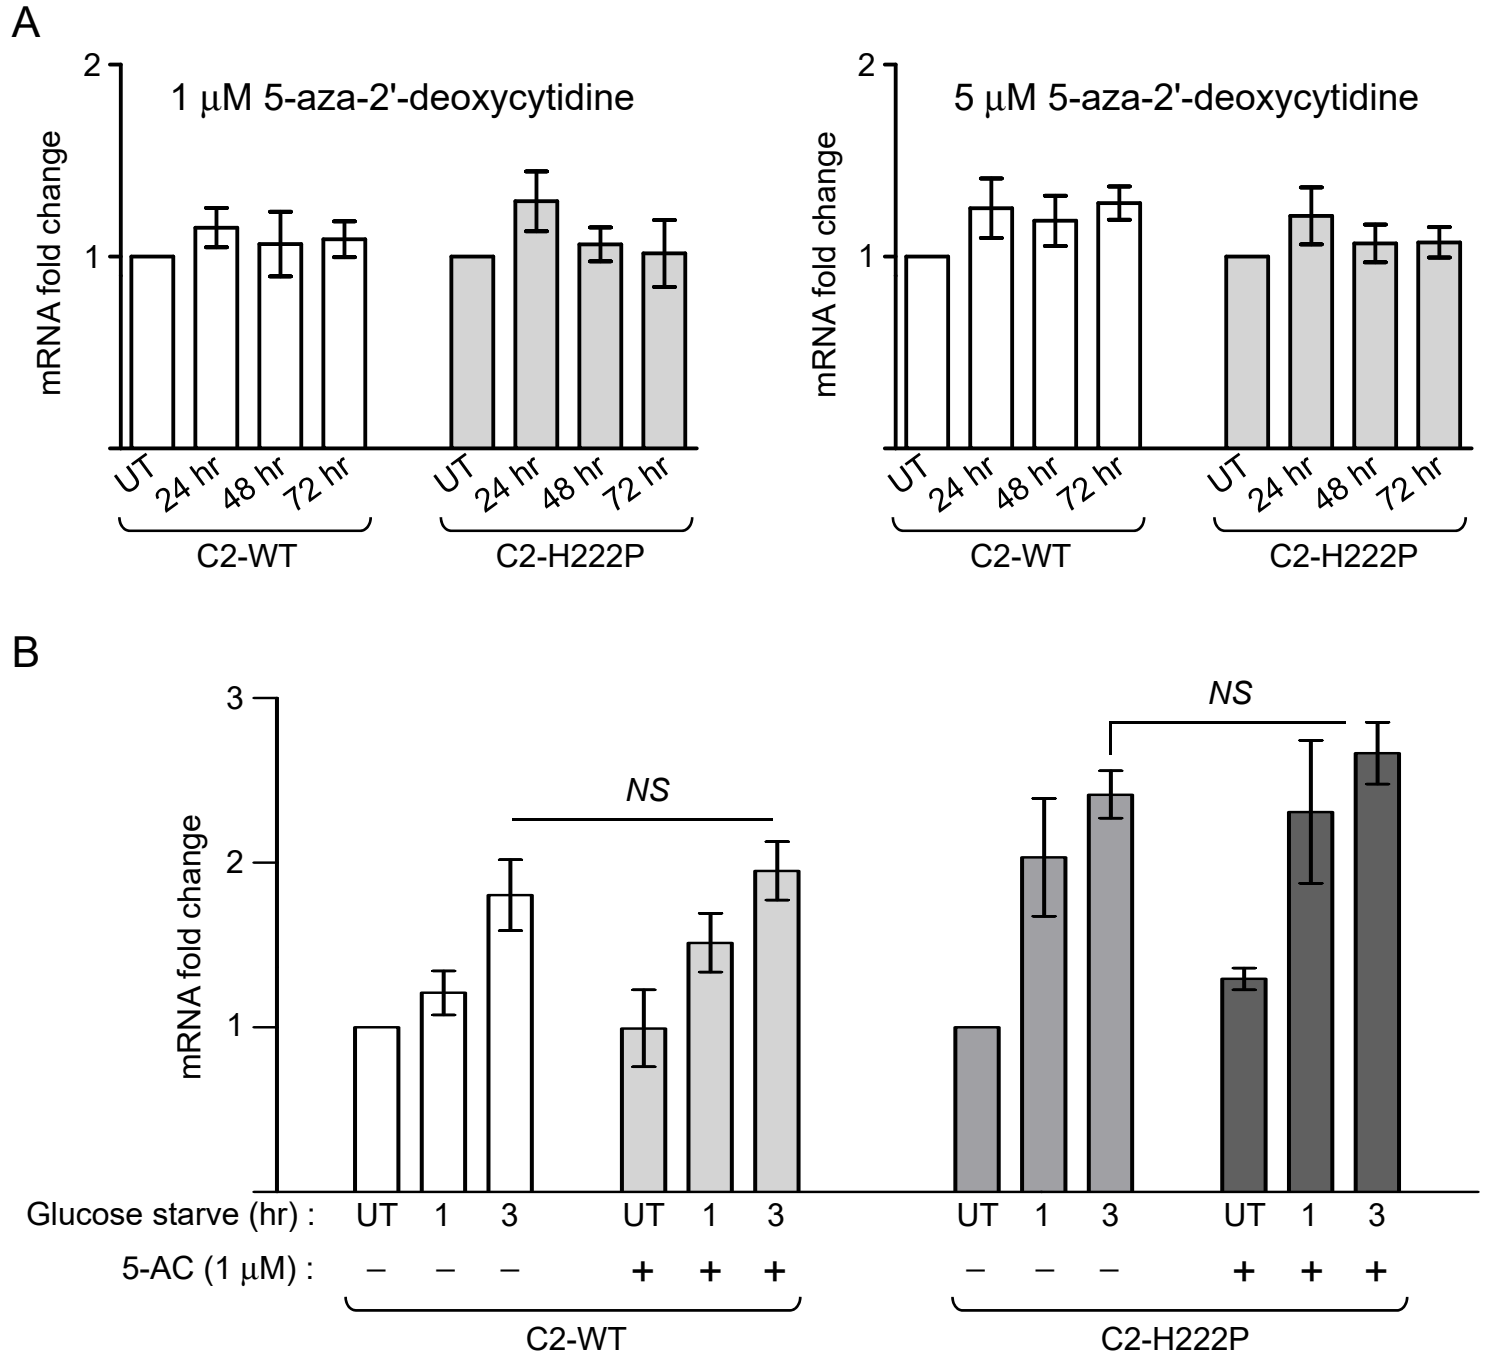 A
2
1 μM 5-aza-2'-deoxycytidine
1
mRNA fold change
UT 24 hr 48 hr 72 hr UT 24 hr 48 hr 72 hr
C2-WT C2-H222P
2
5 μM 5-aza-2'-deoxycytidine
1
mRNA fold change
UT 24 hr 48 hr 72 hr UT 24 hr 48 hr 72 hr
C2-WT C2-H222P
B
3
NS
NS
2
1
mRNA fold change
Glucose starve (hr) : UT 1 3 UT 1 3 UT 1 3 UT 1 3
5-AC (1 μM) : – – – + + + – – – + + +
C2-WT C2-H222P